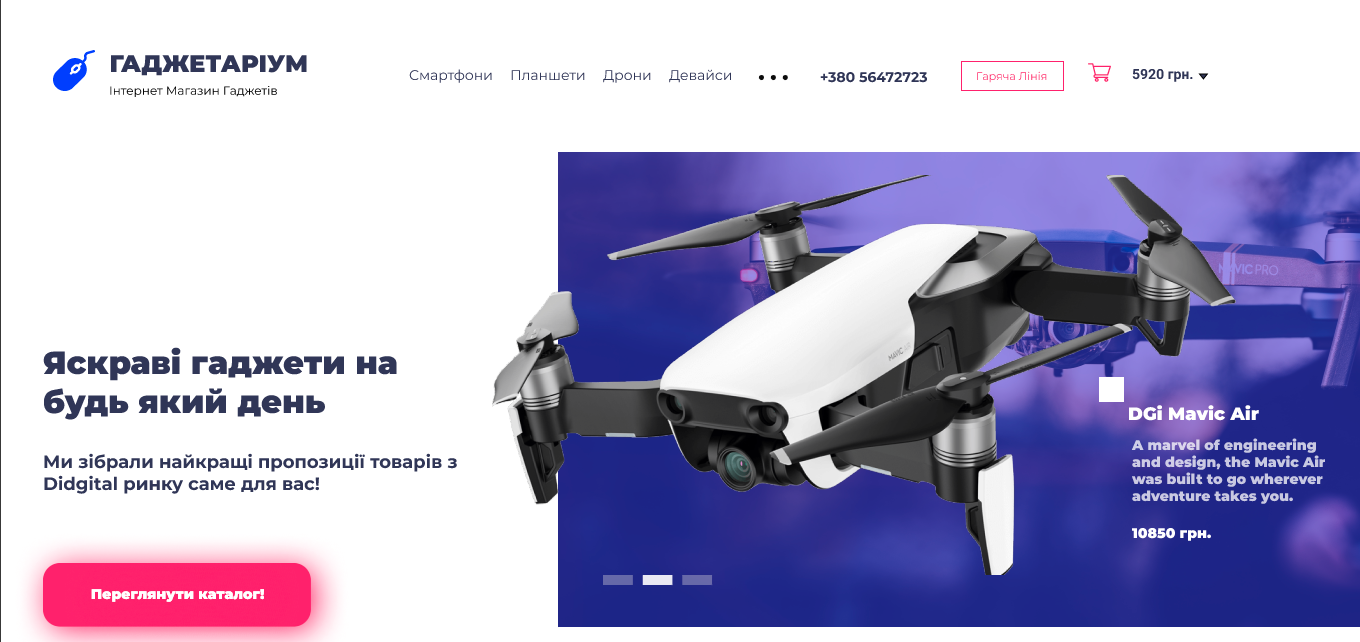 ГАДЖЕТАРІУМ
Інтернет Магазин Гаджетів
Смартфони Планшети Дрони Девайси
+380 56472723
Гаряча Лінія
5920 грн.
Яскраві гаджети на
будь який день
Ми зібрали найкращі пропозиції товарів з
Didgital ринку саме для вас!
Переглянути каталог!
MAVIC PRO
MAVIC AIR
DGi Mavic Air
A marvel of engineering
and design, the Mavic Air
was built to go wherever
adventure takes you.
10850 грн.